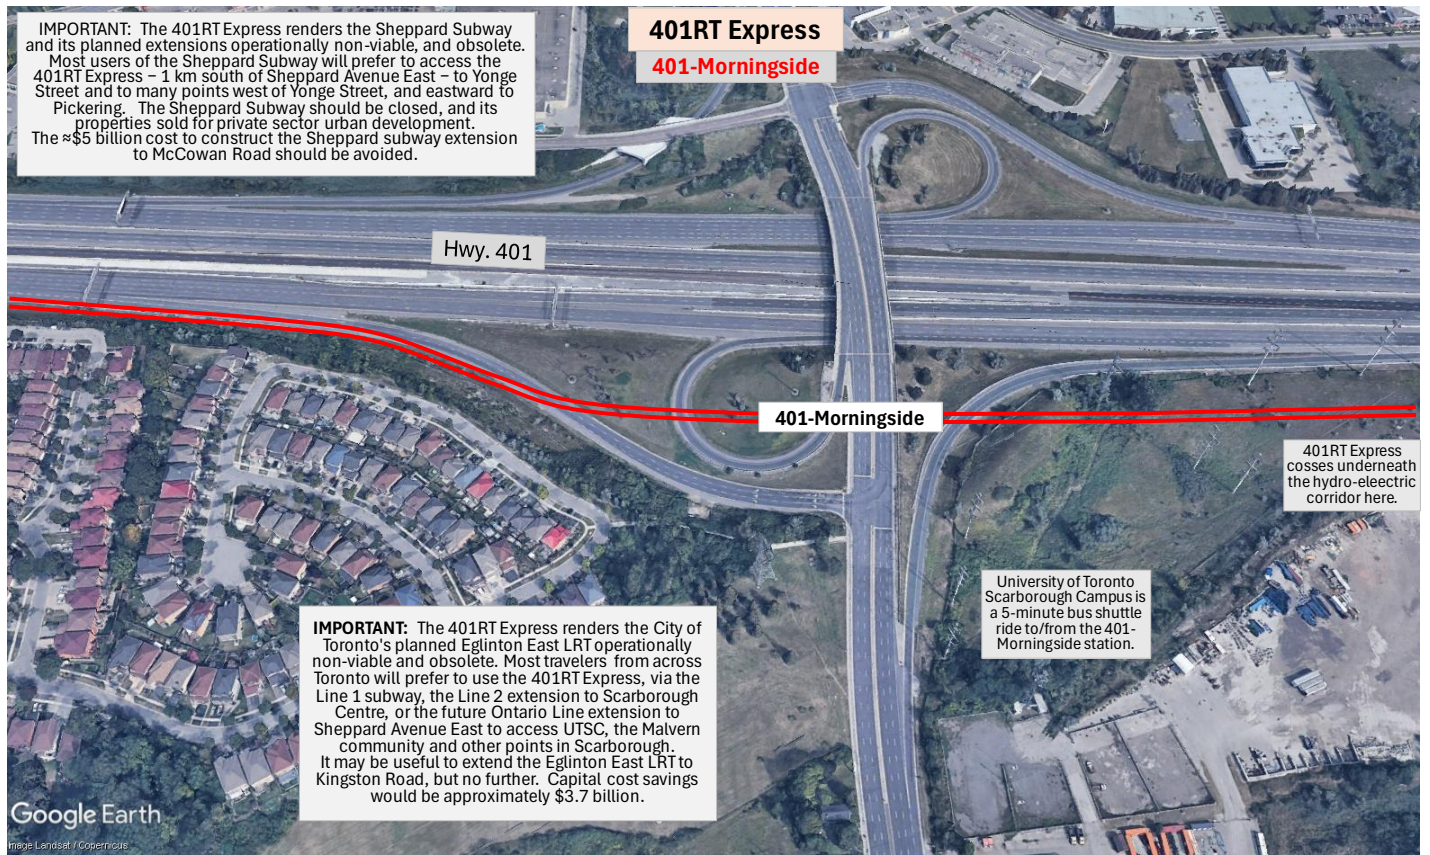 IMPORTANT: The 401RT Express renders the Sheppard Subway
and its planned extensions operationally non-viable, and obsolete.
Most users of the Sheppard Subway will prefer to access the
401RT Express – 1 km south of Sheppard Avenue East – to Yonge
Street and to many points west of Yonge Street, and eastward to
Pickering. The Sheppard Subway should be closed, and its
properties sold for private sector urban development.
The ≈$5 billion cost to construct the Sheppard subway extension
to McCowan Road should be avoided.
401RT Express
401-Morningside
Hwy. 401
401-Morningside
401RT Express
cosses underneath
the hydro-eleectric
corridor here.
University of Toronto
Scarborough Campus is
a 5-minute bus shuttle
ride to/from the 401-
Morningside station.
IMPORTANT: The 401RT Express renders the City of
Toronto's planned Eglinton East LRT operationally
non-viable and obsolete. Most travelers from across
Toronto will prefer to use the 401RT Express, via the
Line 1 subway, the Line 2 extension to Scarborough
Centre, or the future Ontario Line extension to
Sheppard Avenue East to access UTSC, the Malvern
community and other points in Scarborough.
It may be useful to extend the Eglinton East LRT to
Kingston Road, but no further. Capital cost savings
would be approximately $3.7 billion.
Google Earth
Image Landsat / Copernicus